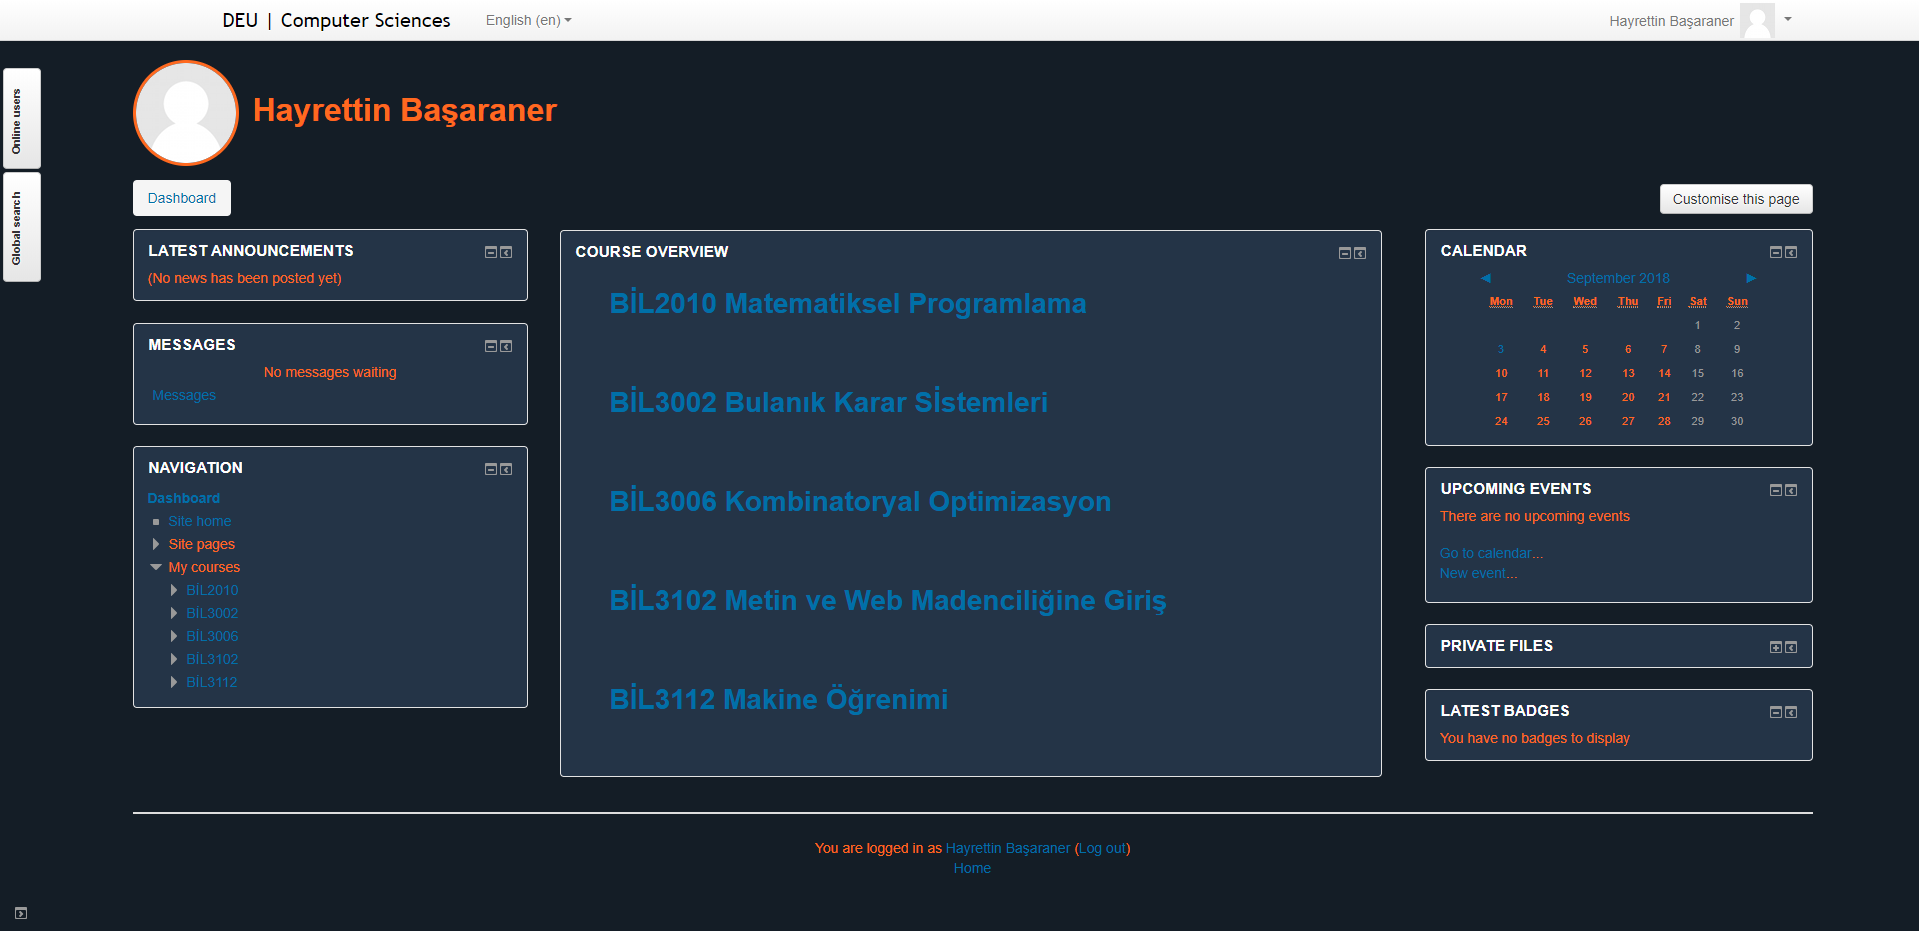 DEU | Computer Sciences
English (en)
Hayrettin Başaraner
Online users
Global search
Hayrettin Başaraner
Dashboard
Customise this page
LATEST ANNOUNCEMENTS
(No news has been posted yet)
MESSAGES
No messages waiting
Messages
NAVIGATION
Dashboard
Site home
Site pages
My courses
BİL2010
BİL3002
BİL3006
BİL3102
BİL3112
COURSE OVERVIEW
BİL2010 Matematiksel Programlama
BİL3002 Bulanık Karar Sİstemleri
BİL3006 Kombinatoryal Optimizasyon
BİL3102 Metin ve Web Madenciliğine Giriş
BİL3112 Makine Öğrenimi
CALENDAR
September 2018
Mon Tue Wed Thu Fri Sat Sun
1 2
3 4 5 6 7 8 9
10 11 12 13 14 15 16
17 18 19 20 21 22 23
24 25 26 27 28 29 30
UPCOMING EVENTS
There are no upcoming events
Go to calendar...
New event...
PRIVATE FILES
LATEST BADGES
You have no badges to display
You are logged in as Hayrettin Başaraner (Log out)
Home